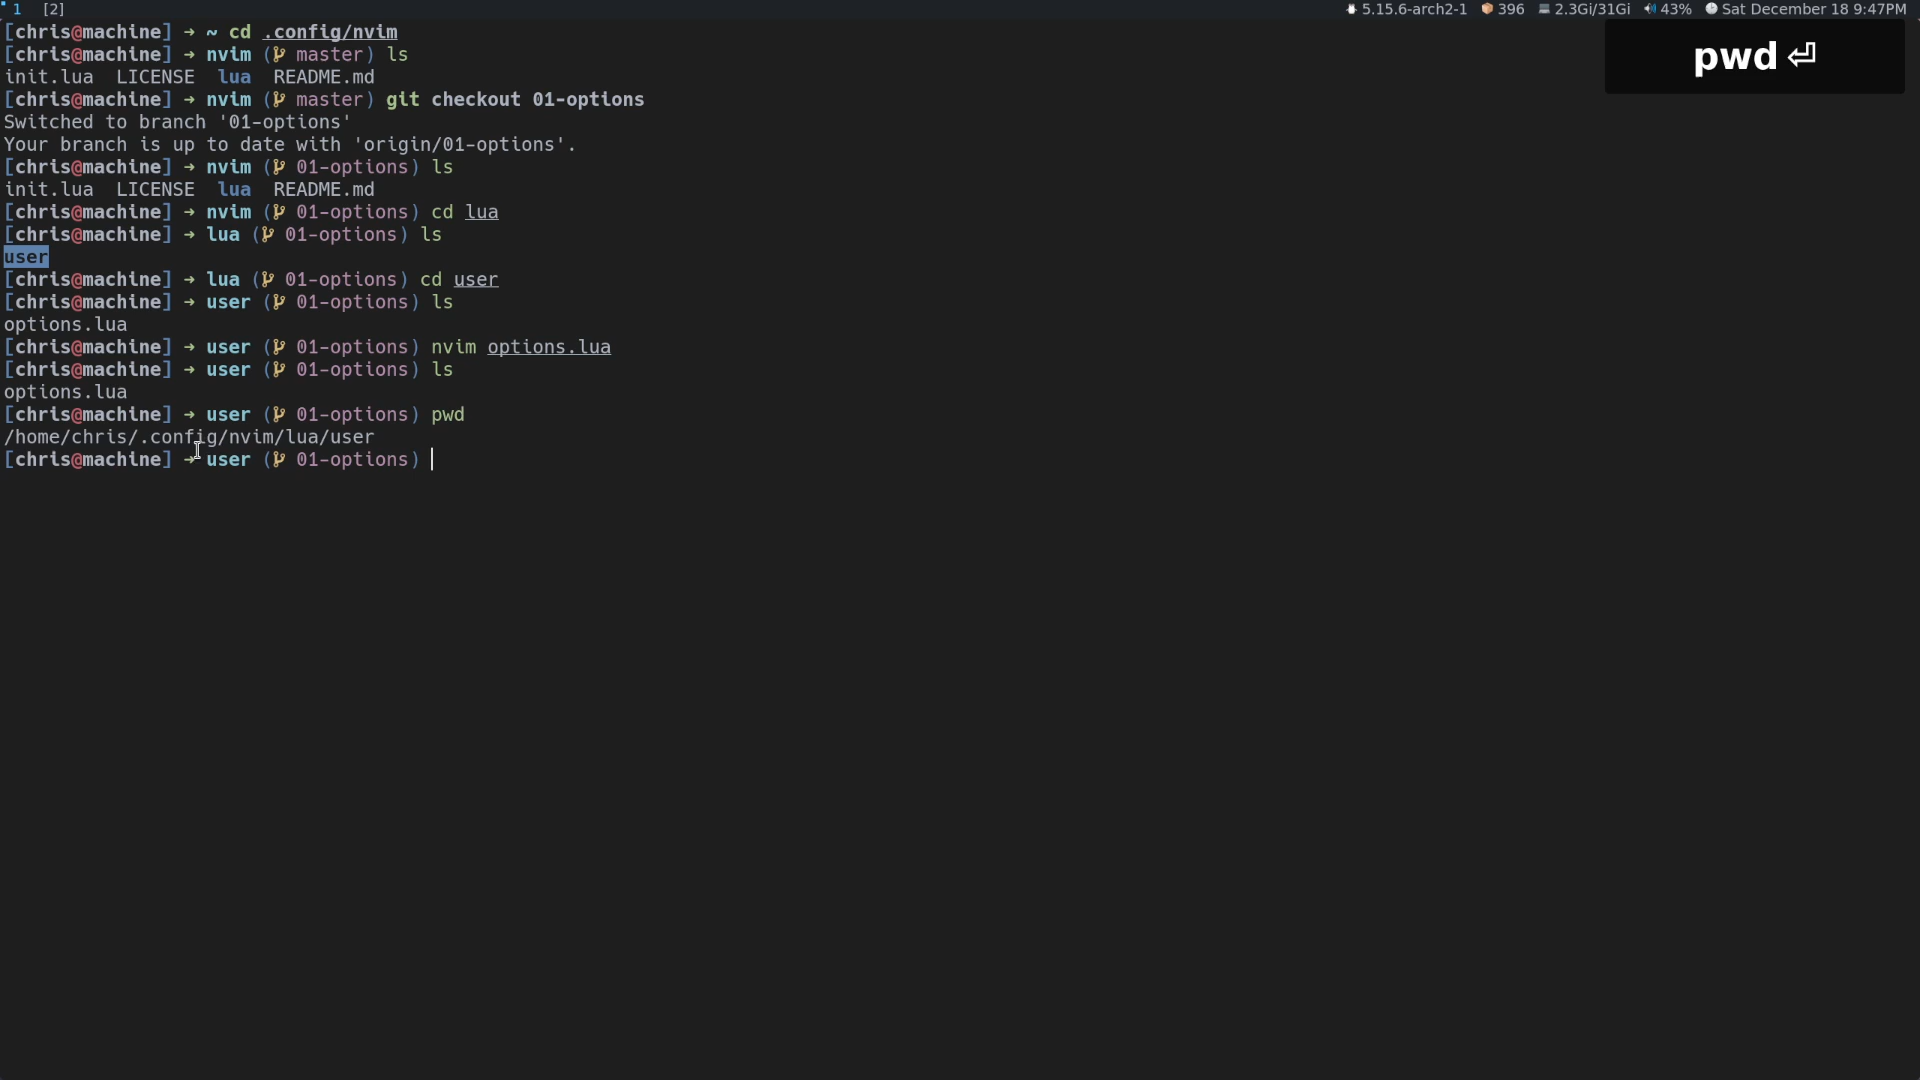 1 [2] 5.15.6-arch2-1 396 2.3Gi/31Gi 43% Sat December 18 9:47PM
pwd ⏎
[chris@machine] → ~ cd .config/nvim
[chris@machine] → nvim ( master) ls
init.lua LICENSE lua README.md
[chris@machine] → nvim ( master) git checkout 01-options
Switched to branch '01-options'
Your branch is up to date with 'origin/01-options'.
[chris@machine] → nvim ( 01-options) ls
init.lua LICENSE lua README.md
[chris@machine] → nvim ( 01-options) cd lua
[chris@machine] → lua ( 01-options) ls
user
[chris@machine] → lua ( 01-options) cd user
[chris@machine] → user ( 01-options) ls
options.lua
[chris@machine] → user ( 01-options) nvim options.lua
[chris@machine] → user ( 01-options) ls
options.lua
[chris@machine] → user ( 01-options) pwd
/home/chris/.config/nvim/lua/user
[chris@machine] → user ( 01-options)